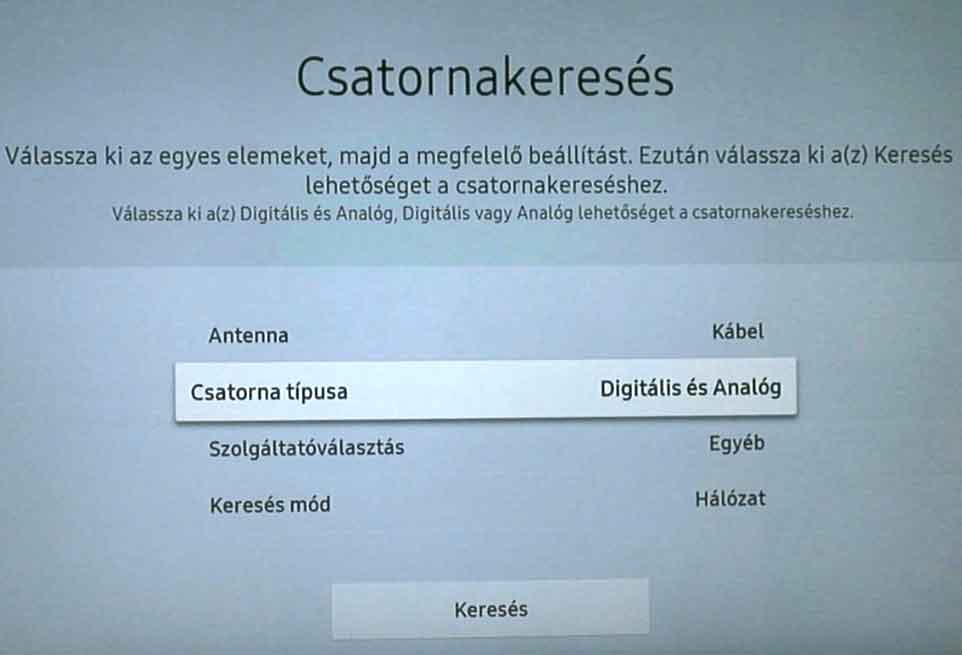 Csatornakeresés
Válassza ki az egyes elemeket, majd a megfelelő beállítást. Ezután válassza ki a(z) Keresés
lehetőséget a csatornakereséshez.
Válassza ki a(z) Digitális és Analóg, Digitális vagy Analóg lehetőséget a csatornakereséshez.
Antenna Kábel
Csatorna típusa Digitális és Analóg
Szolgáltatóválasztás Egyéb
Keresés mód Hálózat
Keresés